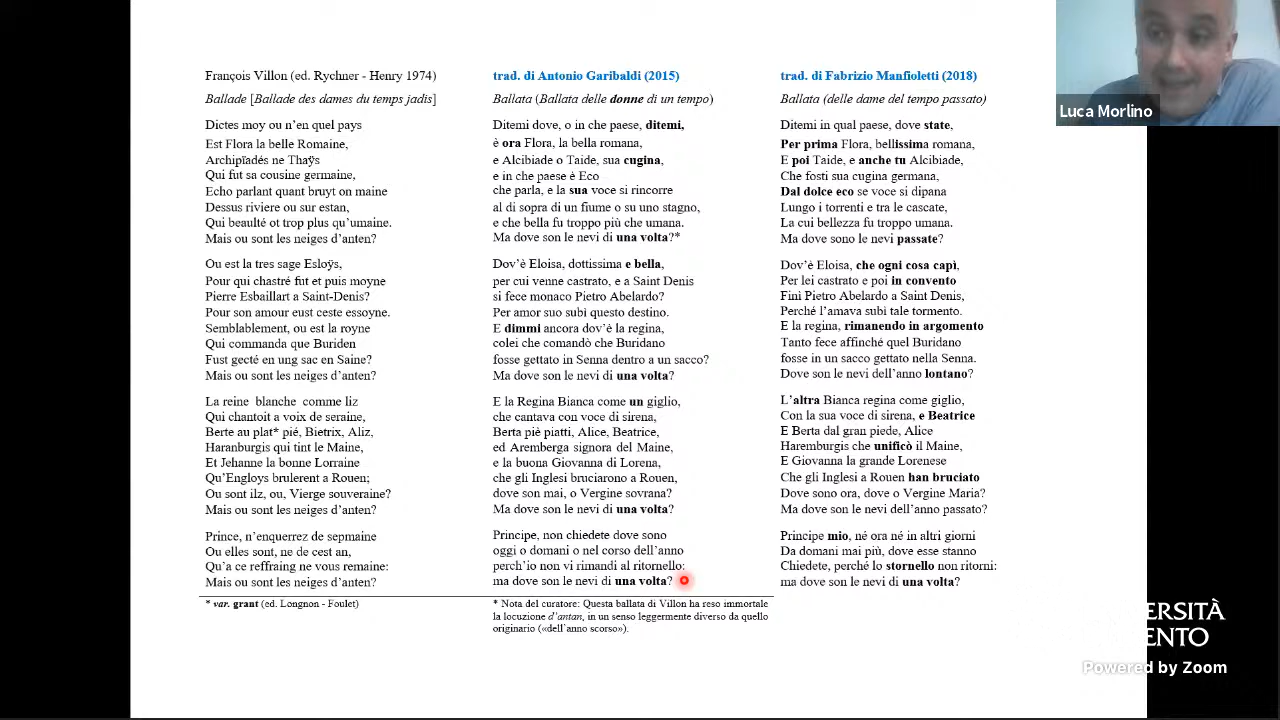 François Villon (ed. Rychner - Henry 1974)
Ballade [Ballade des dames du temps jadis]
Dictes moy ou n’en quel pays
Est Flora la belle Romaine,
Archipïadés ne Thaÿs
Qui fut sa cousine germaine,
Echo parlant quant bruyt on maine
Dessus riviere ou sur estan,
Qui beaulté ot trop plus qu’umaine.
Mais ou sont les neiges d’anten?
Ou est la tres sage Esloÿs,
Pour qui chastré fut et puis moyne
Pierre Esbaillart a Saint-Denis?
Pour son amour eust ceste essoyne.
Semblablement, ou est la royne
Qui commanda que Buriden
Fust gecté en ung sac en Saine?
Mais ou sont les neiges d’anten?
La reine blanche comme liz
Qui chantoit a voix de seraine,
Berte au plat* pié, Bietrix, Aliz,
Haranburgis qui tint le Maine,
Et Jehanne la bonne Lorraine
Qu’Engloys brulerent a Rouen;
Ou sont ilz, ou, Vierge souveraine?
Mais ou sont les neiges d’anten?
Prince, n’enquerrez de sepmaine
Ou elles sont, ne de cest an,
Qu’a ce reffraing ne vous remaine:
Mais ou sont les neiges d’anten?
* var. grant (ed. Longnon - Foulet)
trad. di Antonio Garibaldi (2015)
Ballata (Ballata delle donne di un tempo)
Ditemi dove, o in che paese, ditemi,
è ora Flora, la bella romana,
e Alcibiade o Taide, sua cugina,
e in che paese è Eco
che parla, e la sua voce si rincorre
al di sopra di un fiume o su uno stagno,
e che bella fu troppo più che umana.
Ma dove son le nevi di una volta?*
Dov’è Eloisa, dottissima e bella,
per cui venne castrato, e a Saint Denis
si fece monaco Pietro Abelardo?
Per amor suo subì questo destino.
E dimmi ancora dov’è la regina,
colei che comandò che Buridano
fosse gettato in Senna dentro a un sacco?
Ma dove son le nevi di una volta?
E la Regina Bianca come un giglio,
che cantava con voce di sirena,
Berta piè piatti, Alice, Beatrice,
ed Aremberga signora del Maine,
e la buona Giovanna di Lorena,
che gli Inglesi bruciarono a Rouen,
dove son mai, o Vergine sovrana?
Ma dove son le nevi di una volta?
Principe, non chiedete dove sono
oggi o domani o nel corso dell’anno
perch’io non vi rimandi al ritornello:
ma dove son le nevi di una volta?
* Nota del curatore: Questa ballata di Villon ha reso immortale
la locuzione d’antan, in un senso leggermente diverso da quello
originario («dell’anno scorso»).
trad. di Fabrizio Manfioletti (2018)
Ballata (delle dame del tempo passato)
Ditemi in qual paese, dove state,
Per prima Flora, bellissima romana,
E poi Taide, e anche tu Alcibiade,
Che fosti sua cugina germana,
Dal dolce eco se voce si dipana
Lungo i torrenti e tra le cascate,
La cui bellezza fu troppo umana.
Ma dove sono le nevi passate?
Dov’è Eloisa, che ogni cosa capì,
Per lei castrato e poi in convento
Finì Pietro Abelardo a Saint Denis,
Perché l’amava subì tale tormento.
E la regina, rimanendo in argomento
Tanto fece affinché quel Buridano
fosse in un sacco gettato nella Senna.
Dove son le nevi dell’anno lontano?
L’altra Bianca regina come giglio,
Con la sua voce di sirena, e Beatrice
E Berta dal gran piede, Alice
Haremburgis che unificò il Maine,
E Giovanna la grande Lorenese
Che gli Inglesi a Rouen han bruciato
Dove sono ora, dove o Vergine Maria?
Ma dove son le nevi dell’anno passato?
Principe mio, né ora né in altri giorni
Da domani mai più, dove esse stanno
Chiedete, perché lo stornello non ritorni:
ma dove son le nevi di una volta?
Luca Morlino
ERSITÀ
ENTO
Powered by Zoom